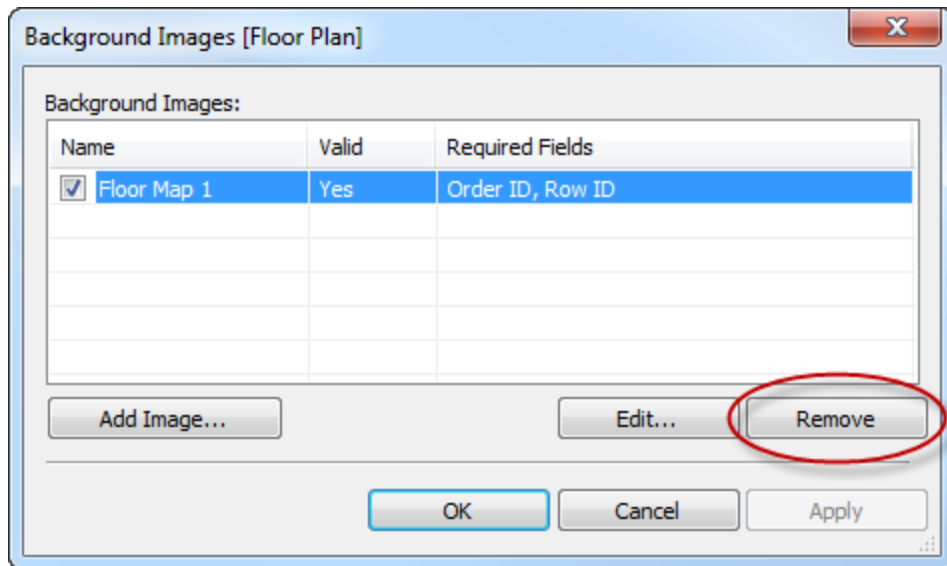 Background Images [Floor Plan]
Background Images:
Name Valid Required Fields
Floor Map 1 Yes Order ID, Row ID
Add Image... Edit... Remove
OK Cancel Apply